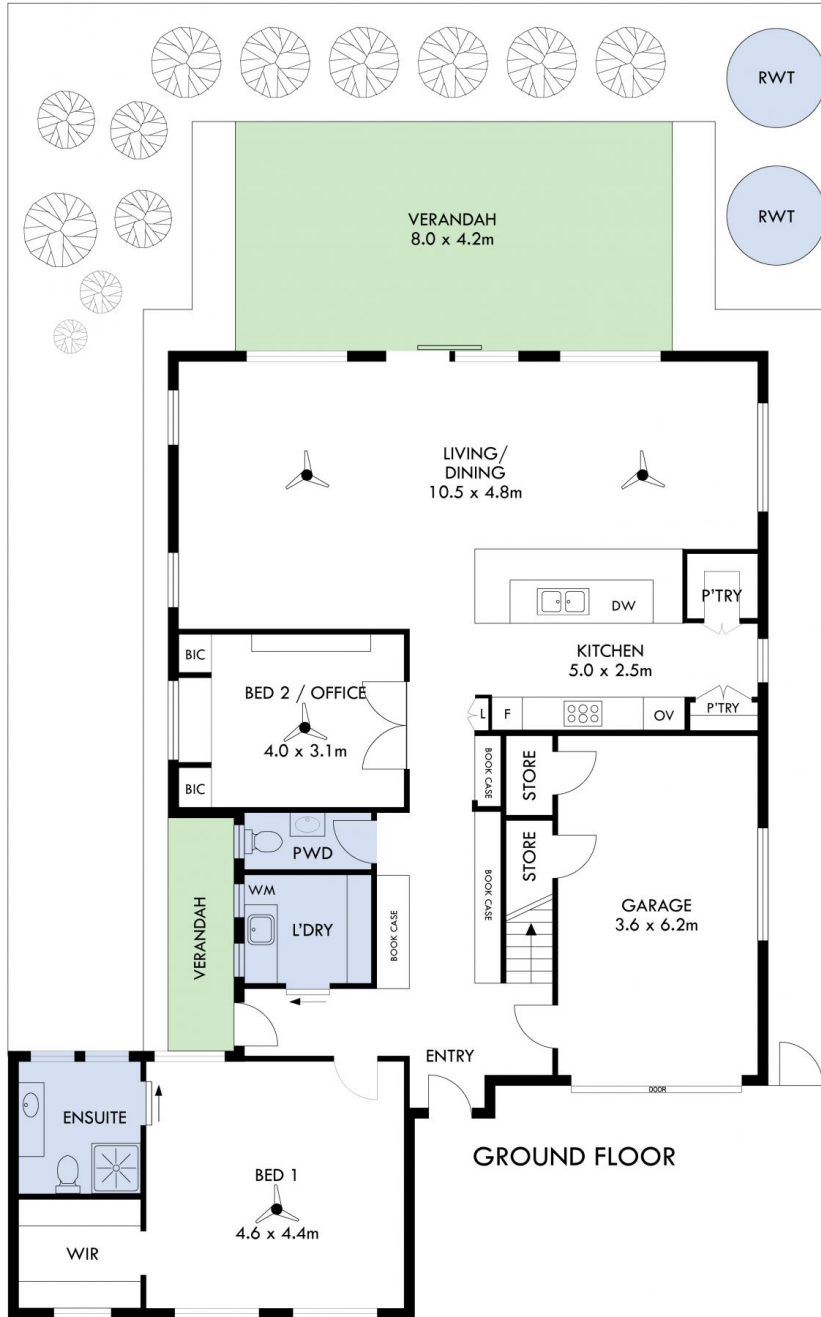 RWT
RWT
VERANDAH
8.0 x 4.2m
LIVING/
DINING
10.5 x 4.8m
DW
P'TRY
KITCHEN
5.0 x 2.5m
BIC
BED 2 / OFFICE
4.0 x 3.1m
BIC
L
F
OV
P'TRY
BOOK CASE
STORE
STORE
BOOK CASE
PWD
WM
L'DRY
BOOK CASE
VERANDAH
GARAGE
3.6 x 6.2m
ENTRY
DOOR
ENSUITE
GROUND FLOOR
BED 1
4.6 x 4.4m
WIR